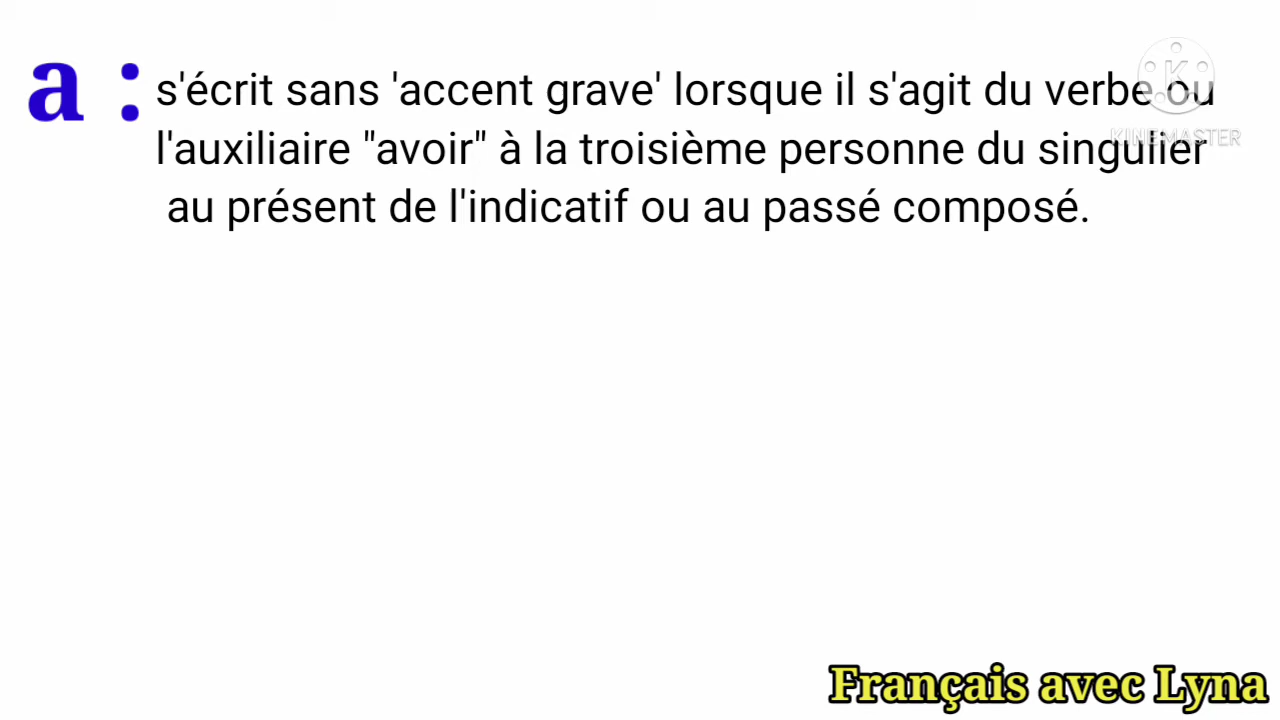 a : s'écrit sans 'accent grave' lorsque il s'agit du verbe ou
l'auxiliaire "avoir" à la troisième personne du singulier
au présent de l'indicatif ou au passé composé.
K
KINEMASTER
Français avec Lyna